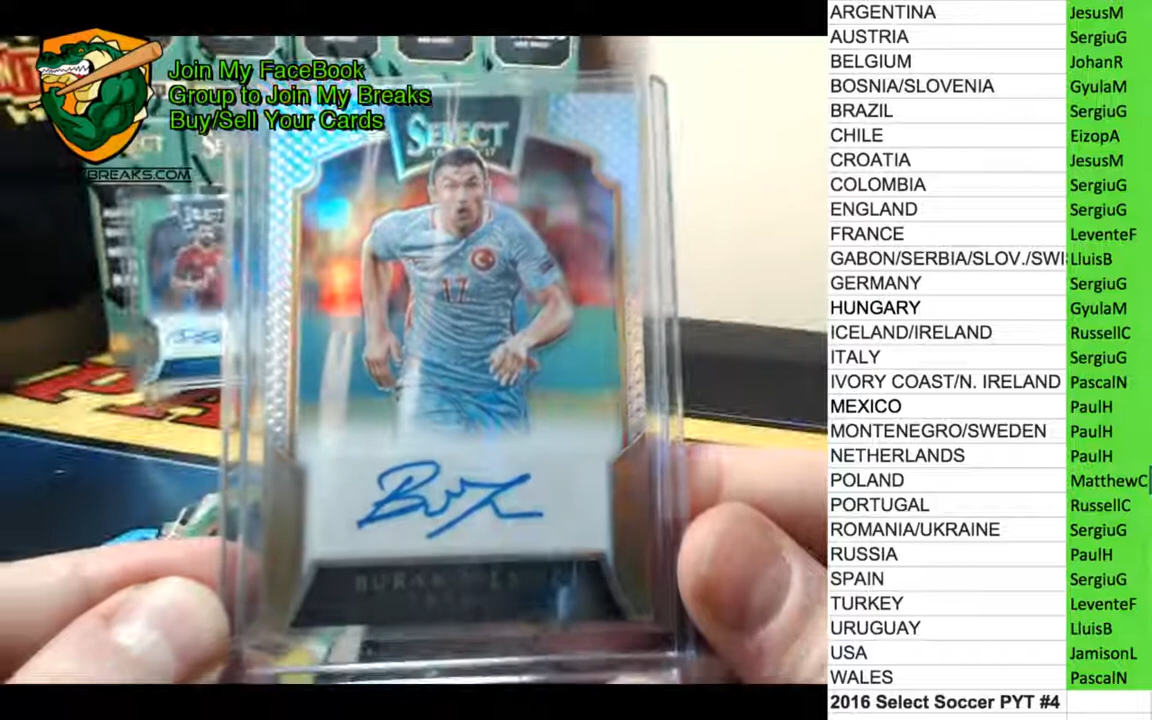 Join My FaceBook
Group to Join My Breaks
Buy/Sell Your Cards
BREAKS.COM
SELECT
17
BURAK
ARGENTINA JesusM
AUSTRIA SergiuG
BELGIUM JohanR
BOSNIA/SLOVENIA GyulaM
BRAZIL SergiuG
CHILE EizopA
CROATIA JesusM
COLOMBIA SergiuG
ENGLAND SergiuG
FRANCE LeventeF
GABON/SERBIA/SLOV./SWI LluisB
GERMANY SergiuG
HUNGARY GyulaM
ICELAND/IRELAND RussellC
ITALY SergiuG
IVORY COAST/N. IRELAND PascalN
MEXICO PaulH
MONTENEGRO/SWEDEN PaulH
NETHERLANDS PaulH
POLAND MatthewC
PORTUGAL RussellC
ROMANIA/UKRAINE SergiuG
RUSSIA PaulH
SPAIN SergiuG
TURKEY LeventeF
URUGUAY LluisB
USA JamisonL
WALES PascalN
2016 Select Soccer PYT #4